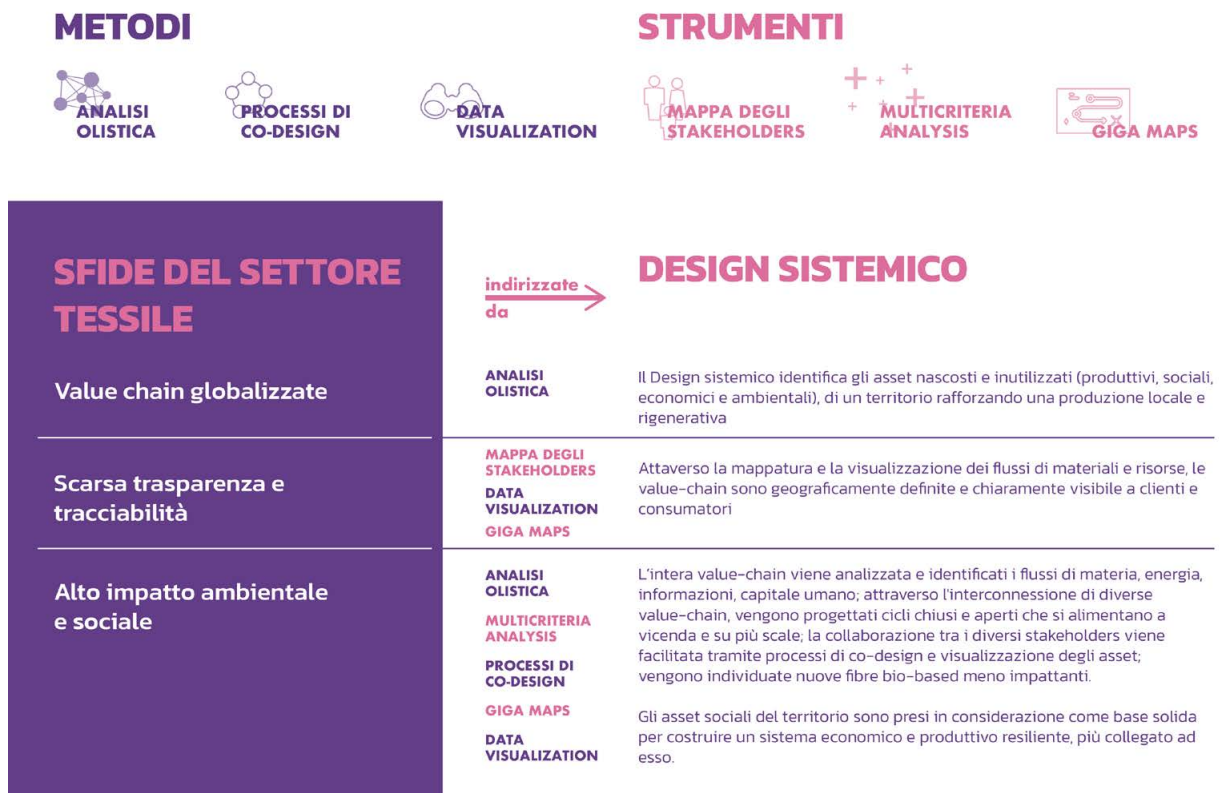 METODI
ANALISI
OLISTICA
PROCESSI DI
CO-DESIGN
DATA
VISUALIZATION
STRUMENTI
MAPPA DEGLI
STAKEHOLDERS
MULTICRITERIA
ANALYSIS
GIGA MAPS
SFIDE DEL SETTORE
TESSILE
indirizzate
da
DESIGN SISTEMICO
Value chain globalizzate
ANALISI
OLISTICA
Il Design sistemico identifica gli asset nascosti e inutilizzati (produttivi, sociali,
economici e ambientali), di un territorio rafforzando una produzione locale e
rigenerativa
Scarsa trasparenza e
tracciabilità
MAPPA DEGLI
STAKEHOLDERS
DATA
VISUALIZATION
GIGA MAPS
Attaverso la mappatura e la visualizzazione dei flussi di materiali e risorse, le
value-chain sono geograficamente definite e chiaramente visibile a clienti e
consumatori
Alto impatto ambientale
e sociale
ANALISI
OLISTICA
MULTICRITERIA
ANALYSIS
PROCESSI DI
CO-DESIGN
GIGA MAPS
DATA
VISUALIZATION
L'intera value-chain viene analizzata e identificati i flussi di materia, energia,
informazioni, capitale umano; attraverso l'interconnessione di diverse
value-chain, vengono progettati cicli chiusi e aperti che si alimentano a
vicenda e su più scale; la collaborazione tra i diversi stakeholders viene
facilitata tramite processi di co-design e visualizzazione degli asset;
vengono individuate nuove fibre bio-based meno impattanti.
Gli asset sociali del territorio sono presi in considerazione come base solida
per costruire un sistema economico e produttivo resiliente, più collegato ad
esso.